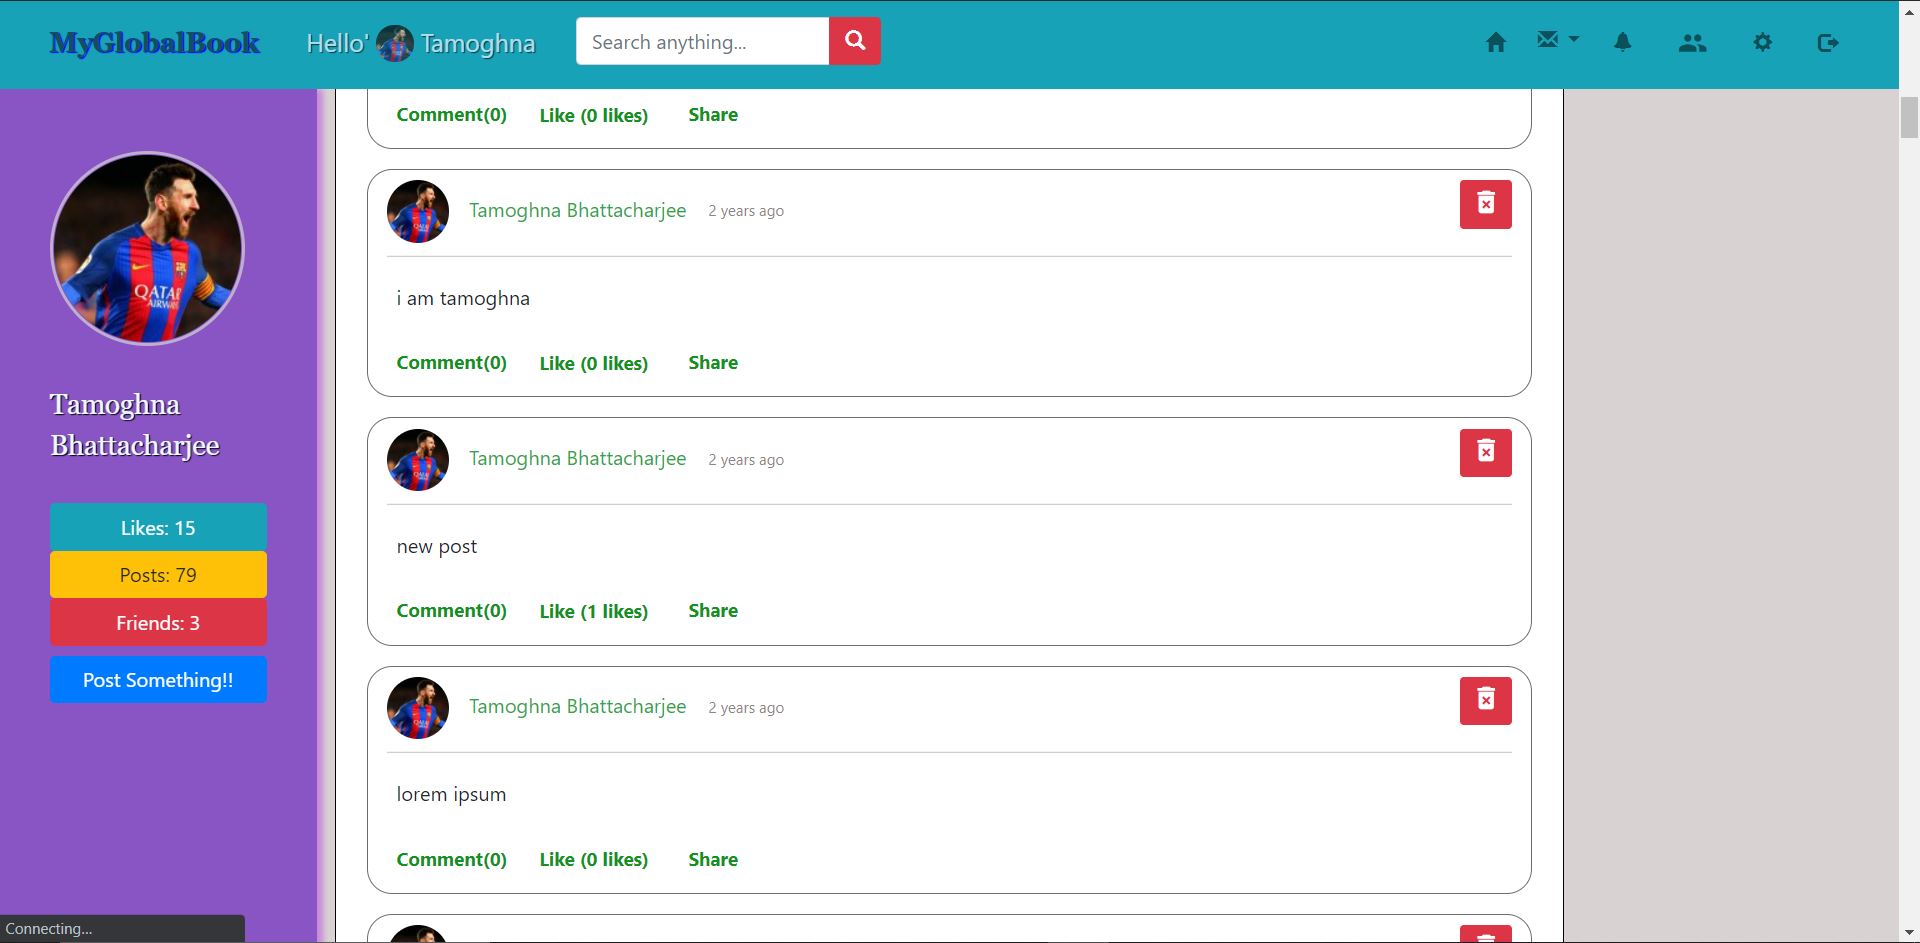 MyGlobalBook
Hello' Tamoghna
Search anything...
Tamoghna
Bhattacharjee
Likes: 15
Posts: 79
Friends: 3
Post Something!!
QATAR
AIRWAYS
Comment(0) Like (0 likes) Share
Tamoghna Bhattacharjee 2 years ago
i am tamoghna
Comment(0) Like (0 likes) Share
Tamoghna Bhattacharjee 2 years ago
new post
Comment(0) Like (1 likes) Share
Tamoghna Bhattacharjee 2 years ago
lorem ipsum
Comment(0) Like (0 likes) Share
Connecting...